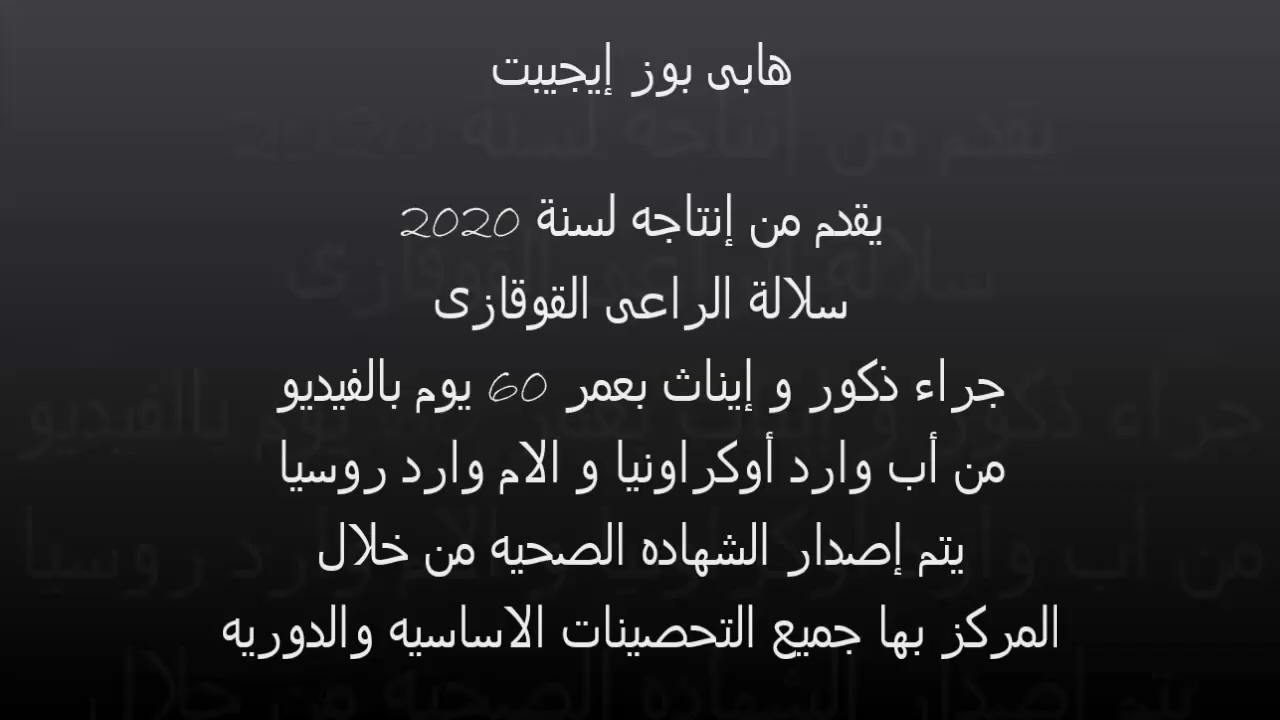 هابى بوز إيجيبت
يقدم من إنتاجه لسنة 2020
سلالة الراعى القوقازى
جراء ذكور و إيناث بعمر 60 يوم بالفيديو
من أب وارد أوكراونيا و الام وارد روسيا
يتم إصدار الشهاده الصحيه من خلال
المركز بها جميع التحصينات الاساسيه والدوريه